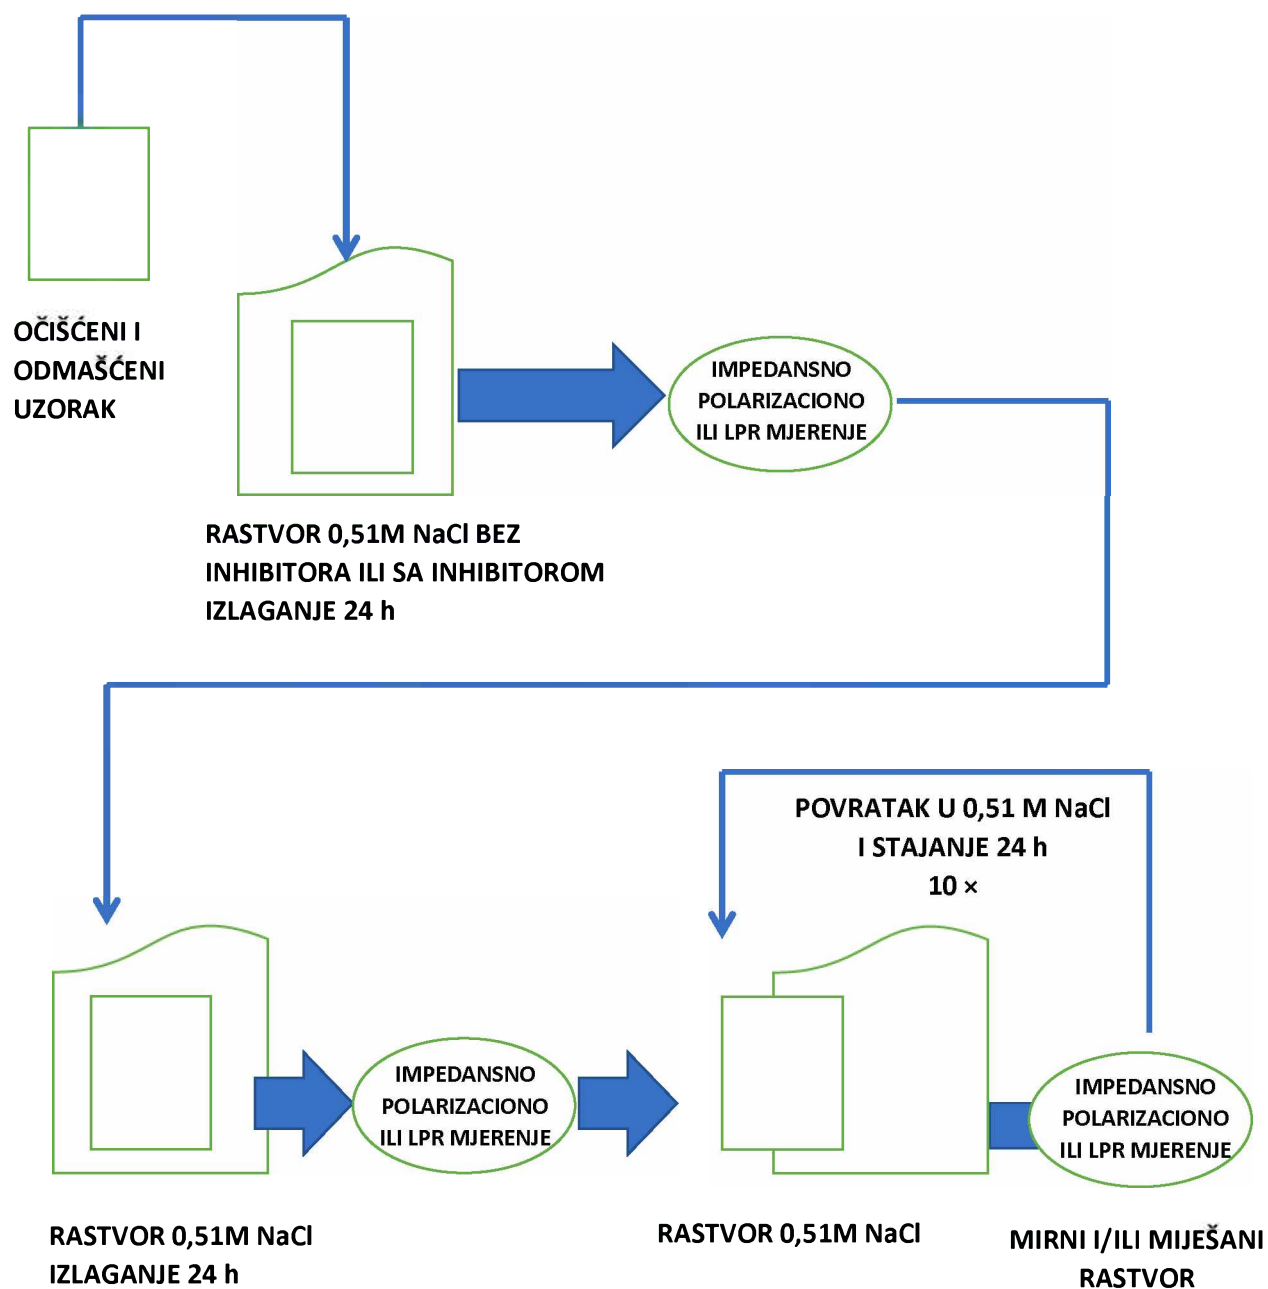 OČIŠĆENI I
ODMAŠĆENI
UZORAK
IMPEDANSNO
POLARIZACIONO
ILI LPR MJERENJE
RASTVOR 0,51M NaCl BEZ
INHIBITORA ILI SA INHIBITOROM
IZLAGANJE 24 h
POVRATAK U 0,51 M NaCl
I STAJANJE 24 h
10 ×
IMPEDANSNO
POLARIZACIONO
ILI LPR MJERENJE
IMPEDANSNO
POLARIZACIONO
ILI LPR MJERENJE
RASTVOR 0,51M NaCl
IZLAGANJE 24 h
RASTVOR 0,51M NaCl
MIRNI I/ILI MIJEŠANI
RASTVOR